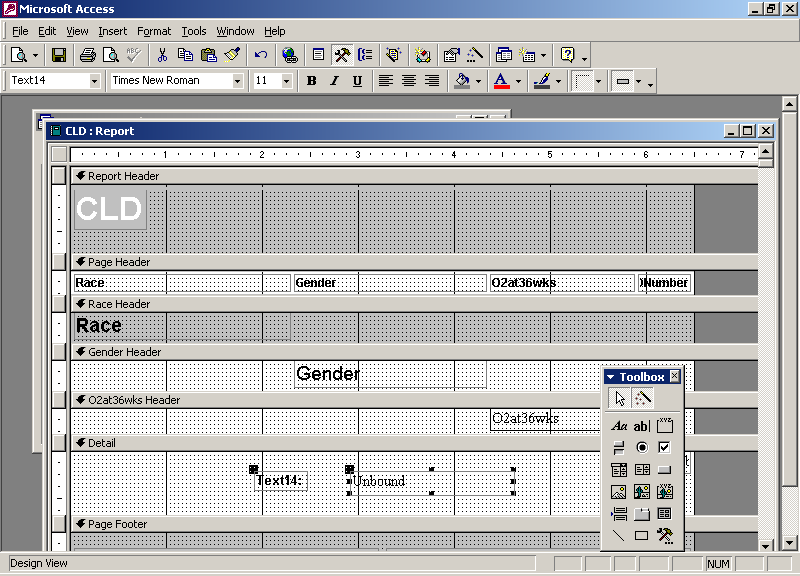 Microsoft Access
File Edit View Insert Format Tools Window Help
ABC
Text14 Times New Roman 11 B I U A
CLD : Report
1 2 3 4 5 6 7
Report Header
CLD
Page Header
Race Gender O2at36wks Number
Race Header
Race
Gender Header
Gender
Toolbox
O2at36wks Header
O2at36wks
Aa ab| XYZ
Detail
Text14: Unbound
Page Footer
Design View NUM